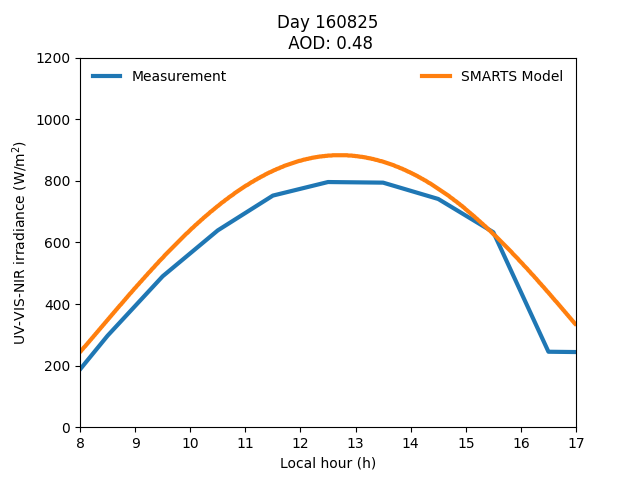 Day 160825
AOD: 0.48
Measurement
SMARTS Model
UV-VIS-NIR irradiance (W/m²)
1200
1000
800
600
400
200
0
8 9 10 11 12 13 14 15 16 17
Local hour (h)